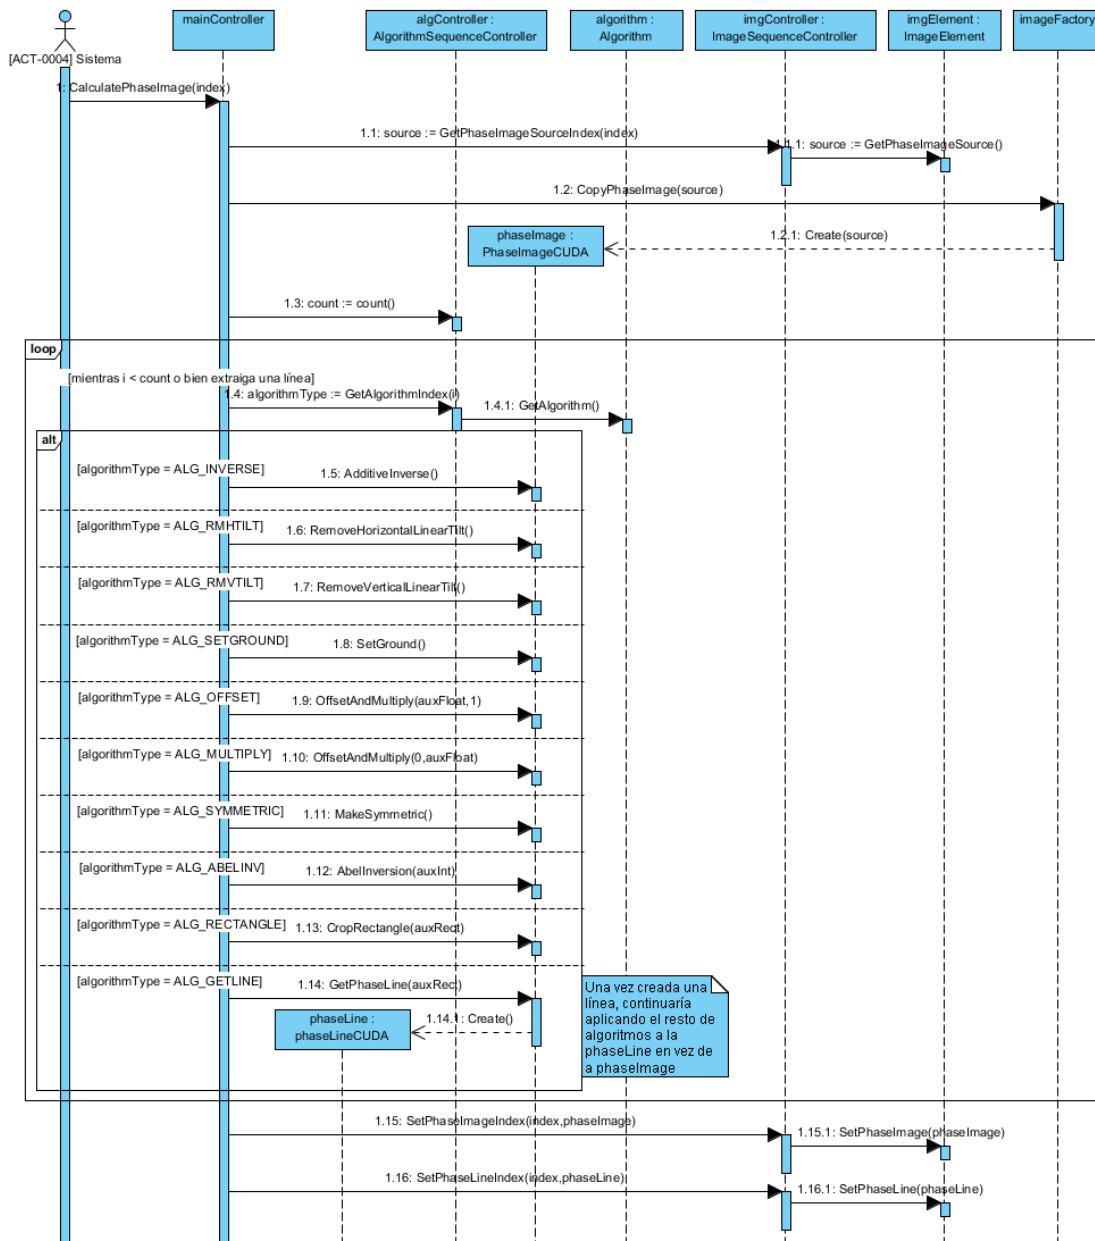 mainController
algController :
AlgorithmSequenceController
algorithm :
Algorithm
imgController :
ImageSequenceController
imgElement :
ImageElement
imageFactory
[ACT-0004] Sistema
1: CalculatePhaseImage(index)
1.1: source := GetPhaseImageSourceIndex(index)
1.1.1: source := GetPhaseImageSource()
1.2: CopyPhaseImage(source)
phaseImage :
PhaseImageCUDA
1.2.1: Create(source)
1.3: count := count()
loop
[mientras i < count o bien extraiga una línea]
1.4: algorithmType := GetAlgorithmIndex(i)
1.4.1: GetAlgorithm()
alt
[algorithmType = ALG_INVERSE]
1.5: AdditiveInverse()
[algorithmType = ALG_RMHTILT]
1.6: RemoveHorizontalLinearTilt()
[algorithmType = ALG_RMVTILT]
1.7: RemoveVerticalLinearTilt()
[algorithmType = ALG_SETGROUND]
1.8: SetGround()
[algorithmType = ALG_OFFSET]
1.9: OffsetAndMultiply(auxFloat,1)
[algorithmType = ALG_MULTIPLY]
1.10: OffsetAndMultiply(0,auxFloat)
[algorithmType = ALG_SYMMETRIC]
1.11: MakeSymmetric()
[algorithmType = ALG_ABELINV]
1.12: AbelInversion(auxInt)
[algorithmType = ALG_RECTANGLE]
1.13: CropRectangle(auxRect)
[algorithmType = ALG_GETLINE]
1.14: GetPhaseLine(auxRect)
phaseLine :
phaseLineCUDA
1.14.1: Create()
Una vez creada una
línea, continuaría
aplicando el resto de
algoritmos a la
phaseLine en vez de
a phaseImage
1.15: SetPhaseImageIndex(index,phaseImage)
1.15.1: SetPhaseImage(phaseImage)
1.16: SetPhaseLineIndex(index,phaseLine)
1.16.1: SetPhaseLine(phaseLine)